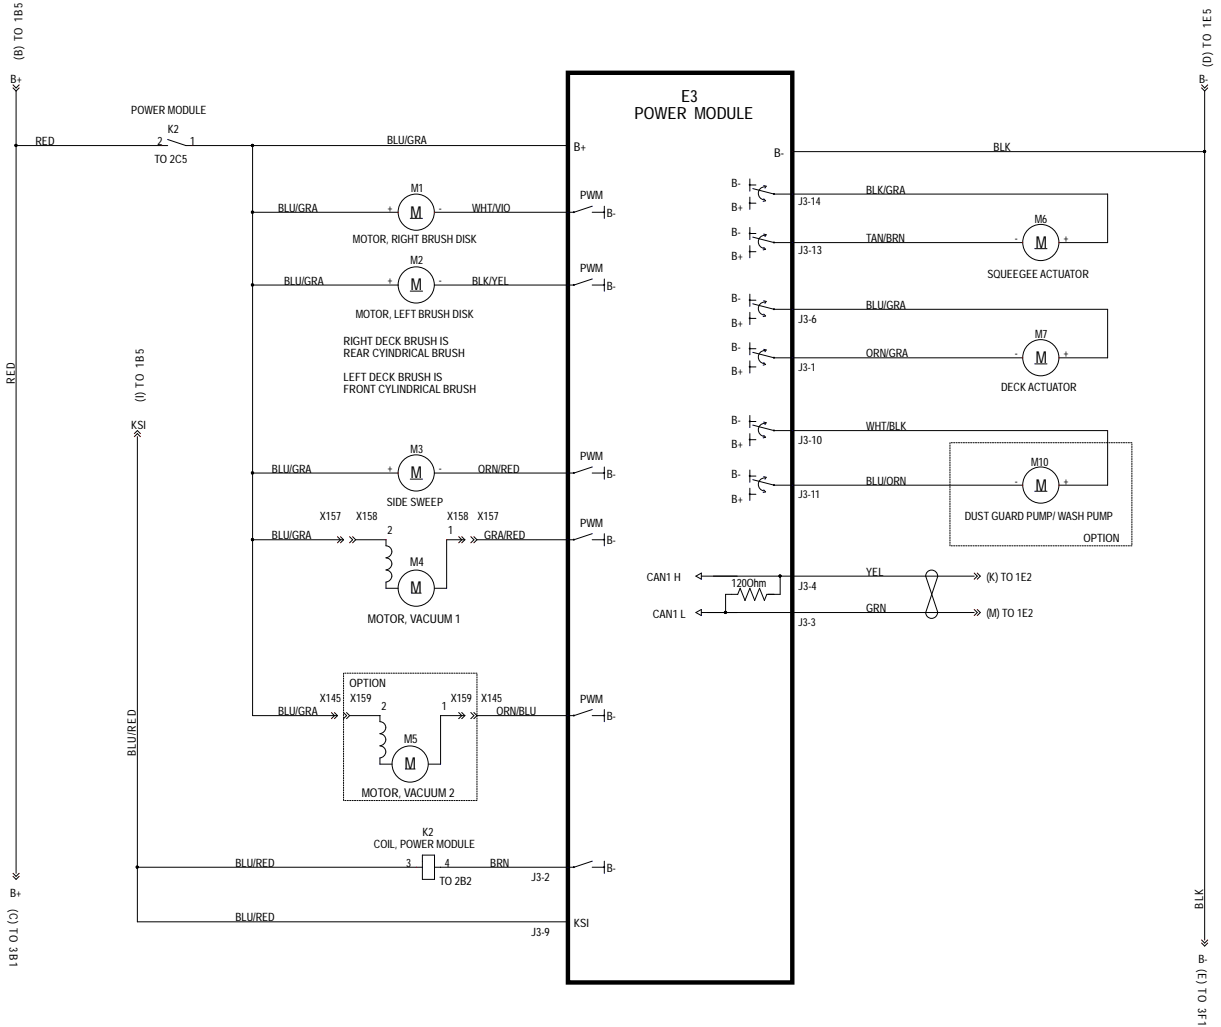 (B) TO 1B5
B+
(D) TO 1E5
B-
E3
POWER MODULE
POWER MODULE
K2
RED
2 1
TO 2C5
BLU/GRA
B+
B-
BLK
M1
BLU/GRA + M - WHT/VIO
PWM
B-
MOTOR, RIGHT BRUSH DISK
M2
BLU/GRA + M - BLK/YEL
PWM
B-
MOTOR, LEFT BRUSH DISK
RIGHT DECK BRUSH IS
REAR CYINDRICAL BRUSH
LEFT DECK BRUSH IS
FRONT CYLINDRICAL BRUSH
RED
(I) TO 1B5
KSI
M3
BLU/GRA + M - ORN/RED
PWM
B-
SIDE SWEEP
X157 X158 2 1 X158 X157
BLU/GRA GRA/RED
PWM
B-
M4
M
MOTOR, VACUUM 1
OPTION
X145 X159 2 1 X159 X145
BLU/GRA ORN/BLU
PWM
B-
M5
M
MOTOR, VACUUM 2
BLU/RED
K2
COIL, POWER MODULE
BLU/RED 3 4 BRN
TO 2B2
J3-2
B-
BLU/RED
J3-9
KSI
B+
(C) TO 3B1
B-
B+
J3-14
BLK/GRA
B-
B+
J3-13
TAN/BRN
M6
- M +
SQUEEGEE ACTUATOR
B-
B+
J3-6
BLU/GRA
B-
B+
J3-1
ORN/GRA
M7
- M +
DECK ACTUATOR
B-
B+
J3-10
WHT/BLK
B-
B+
J3-11
BLU/ORN
M10
- M +
DUST GUARD PUMP/ WASH PUMP
OPTION
CAN1 H
120Ohm
J3-4
YEL
(K) TO 1E2
CAN1 L
J3-3
GRN
(M) TO 1E2
BLK
B-
(E) TO 3F1